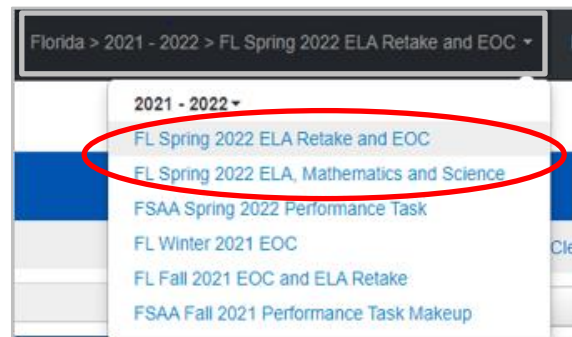 Florida > 2021 - 2022 > FL Spring 2022 ELA Retake and EOC
2021 - 2022
FL Spring 2022 ELA Retake and EOC
FL Spring 2022 ELA, Mathematics and Science
FSAA Spring 2022 Performance Task
FL Winter 2021 EOC
Cle
FL Fall 2021 EOC and ELA Retake
FSAA Fall 2021 Performance Task Makeup